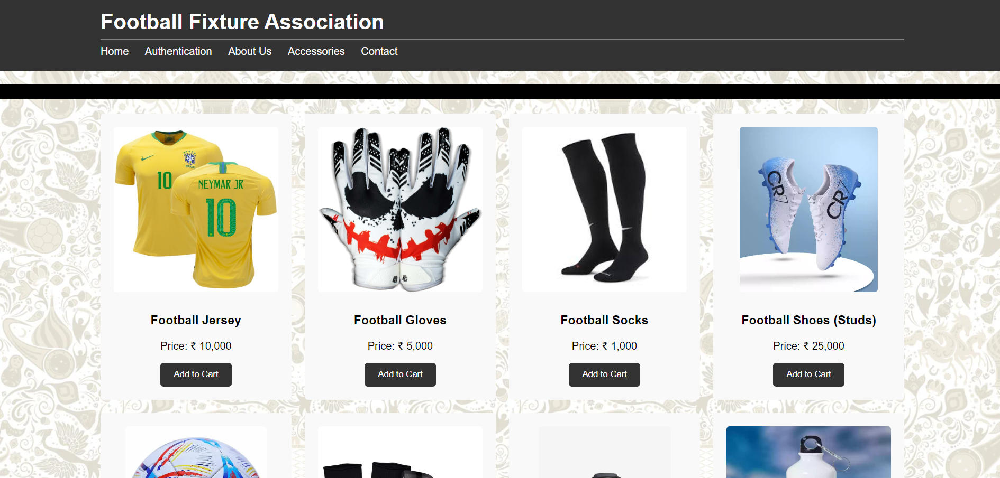 Football Fixture Association
Home Authentication About Us Accessories Contact
10
BRASIL
NEYMAR JR
10
CR7
CR7
Football Jersey
Price: ₹ 10,000
Add to Cart
Football Gloves
Price: ₹ 5,000
Add to Cart
Football Socks
Price: ₹ 1,000
Add to Cart
Football Shoes (Studs)
Price: ₹ 25,000
Add to Cart